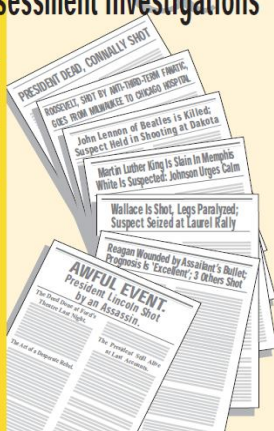 sessment Investigations
PRESIDENT DEAD, CONNALLY SHOT
ROOSEVELT, SHOT BY ANTI-THIRD-TERM FANATIC,
GOES FROM MILWAUKEE TO CHICAGO HOSPITAL
John Lennon of Beatles is Killed;
Suspect Held in Shooting at Dakota
Martin Luther King Is Slain In Memphis
White Is Suspected: Johnson Urges Calm
Wallace Is Shot, Legs Paralyzed;
Suspect Seized at Laurel Rally
Reagan Wounded by Assailant's Bullet;
Prognosis is 'Excellent'; 3 Others Shot
AWFUL EVENT.
President Lincoln Shot
by an Assassin.
The Deed Done at Ford's
Theatre Last Night.
The Act of a Desperate Rebel.
The President Still Alive
at Last Accounts.